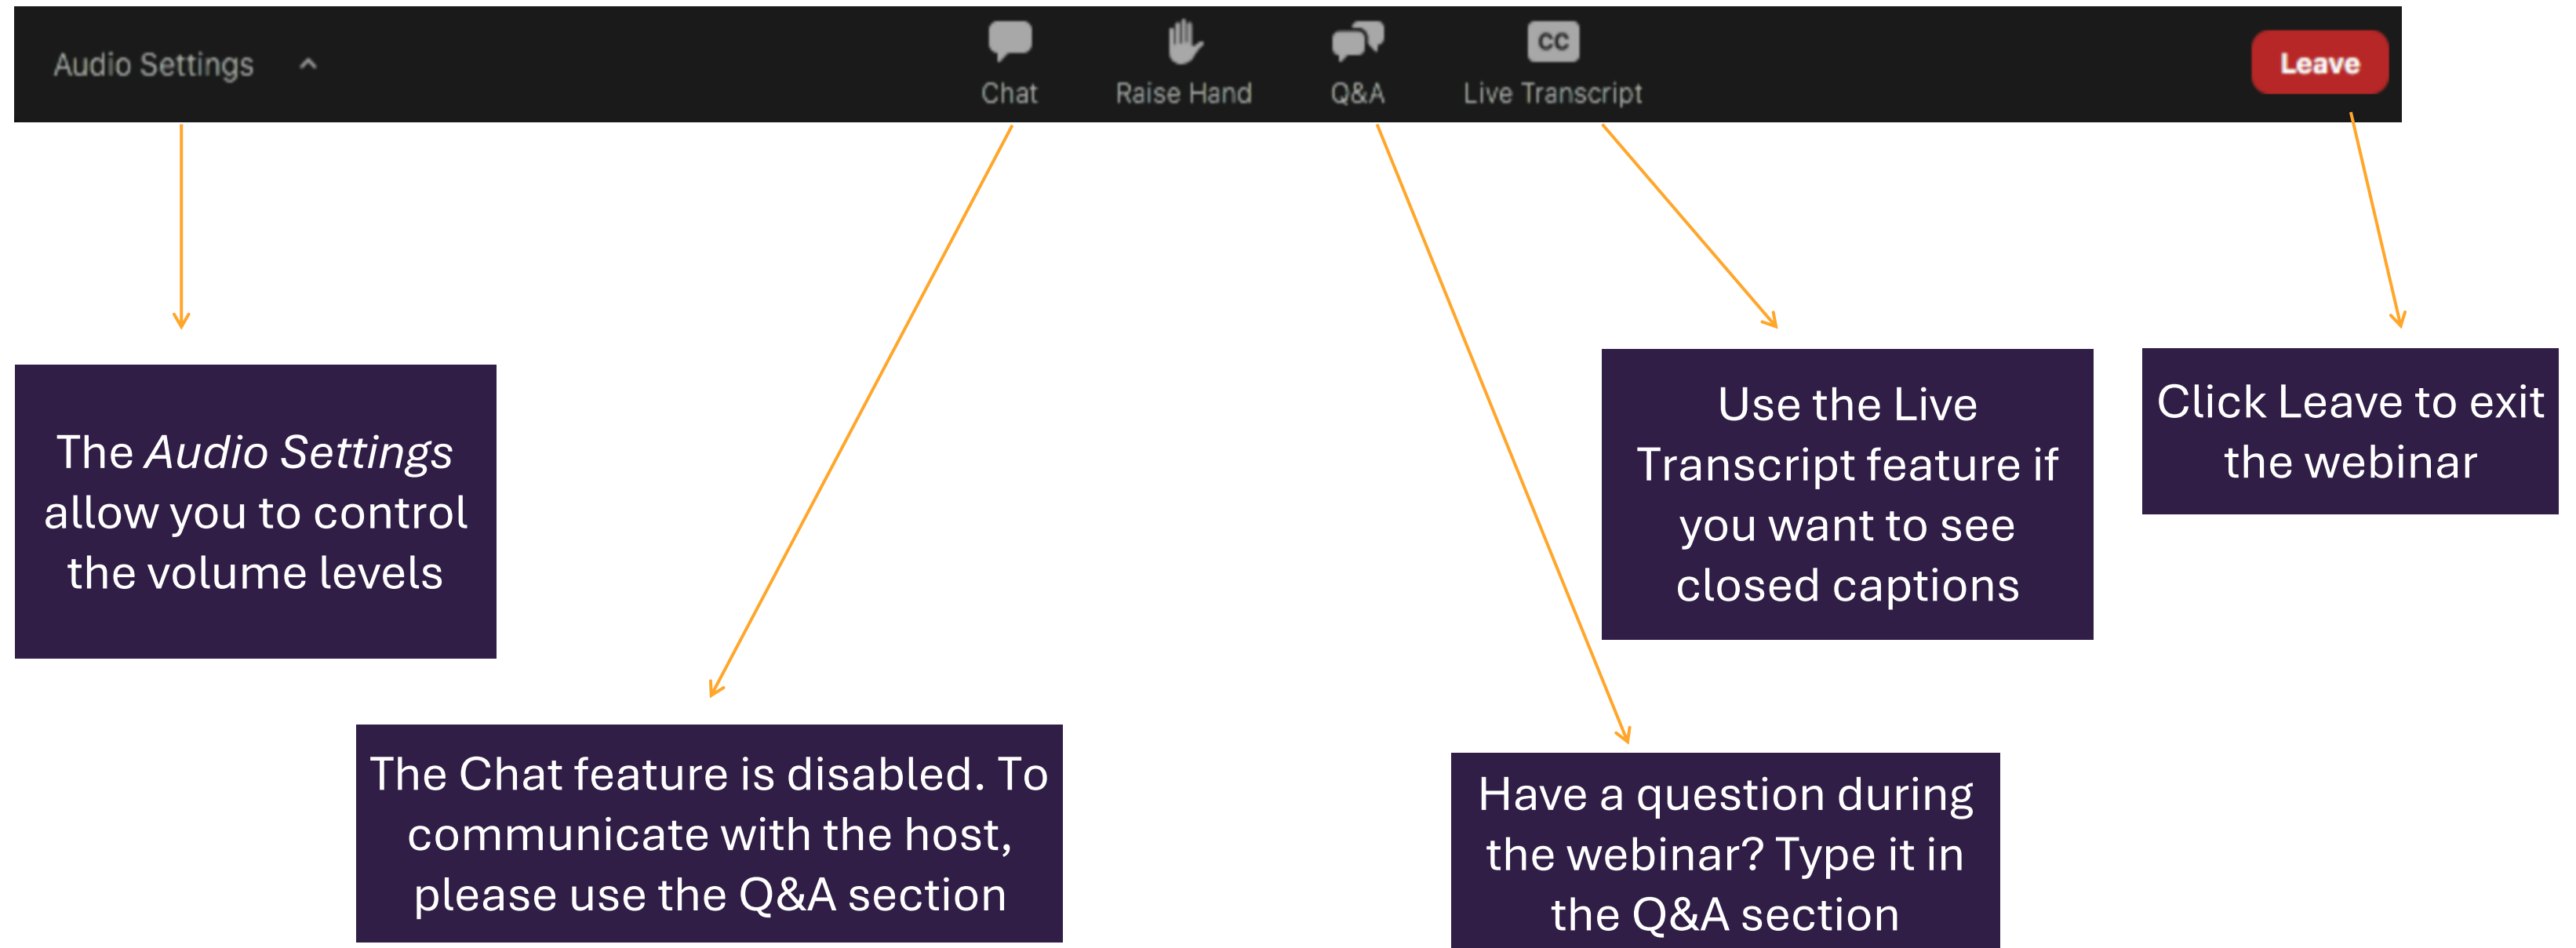 Audio Settings
Chat
Raise Hand
Q&A
CC
Live Transcript
Leave
The Audio Settings
allow you to control
the volume levels
The Chat feature is disabled. To
communicate with the host,
please use the Q&A section
Have a question during
the webinar? Type it in
the Q&A section
Use the Live
Transcript feature if
you want to see
closed captions
Click Leave to exit
the webinar